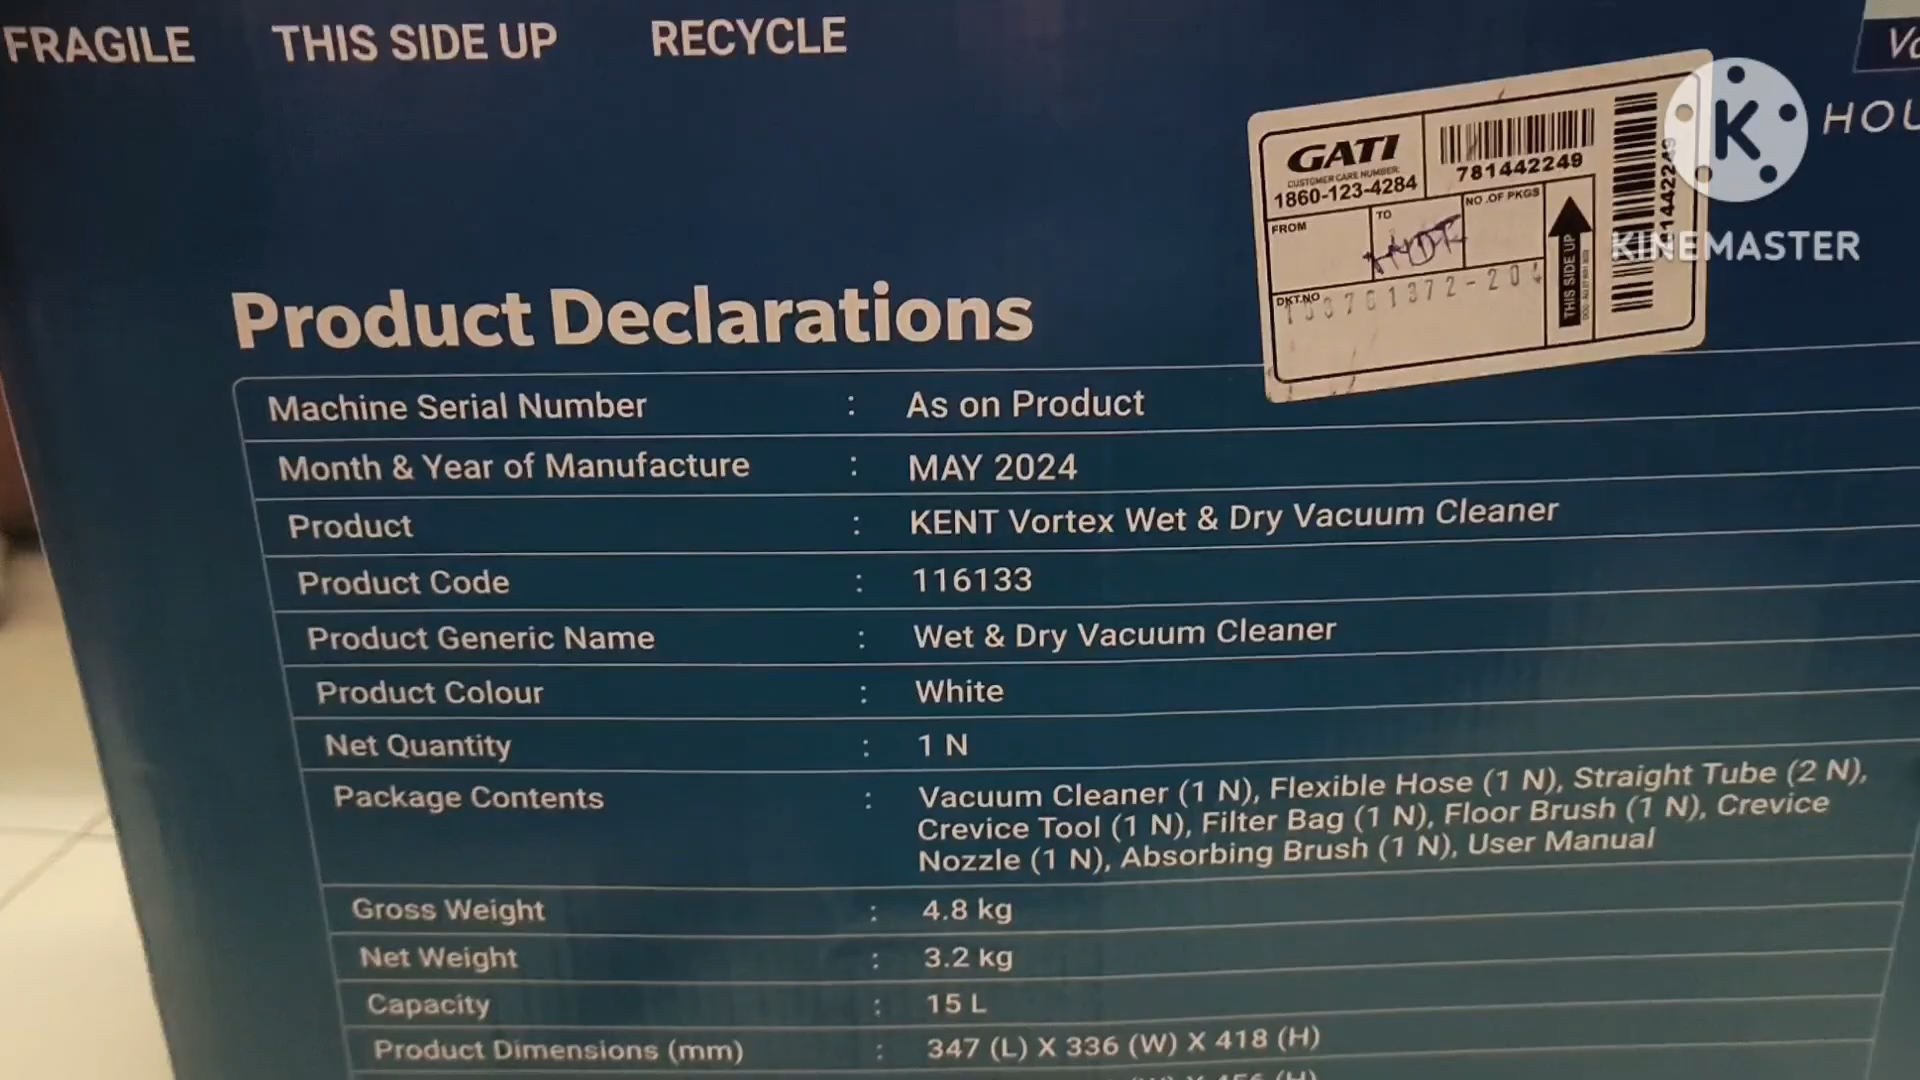 FRAGILE THIS SIDE UP RECYCLE
HOU
GATI
CUSTOMER CARE NUMBER.
1860-123-4284
781442249
FROM
TO
NO .OF PKGS
DKT.NO
THIS SIDE UP
K
KINEMASTER
Product Declarations
Machine Serial Number : As on Product
Month & Year of Manufacture : MAY 2024
Product : KENT Vortex Wet & Dry Vacuum Cleaner
Product Code : 116133
Product Generic Name : Wet & Dry Vacuum Cleaner
Product Colour : White
Net Quantity : 1 N
Package Contents : Vacuum Cleaner (1 N), Flexible Hose (1 N), Straight Tube (2 N),
Crevice Tool (1 N), Filter Bag (1 N), Floor Brush (1 N), Crevice
Nozzle (1 N), Absorbing Brush (1 N), User Manual
Gross Weight : 4.8 kg
Net Weight : 3.2 kg
Capacity : 15 L
Product Dimensions (mm) : 347 (L) X 336 (W) X 418 (H)